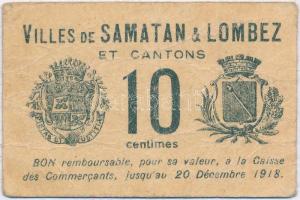 VILLES DE SAMATAN & LOMBEZ
ET CANTONS
10
centimes
BON remboursable, pour sa valeur, a la Caisse
des Commerçants, jusqu'au 20 Décembre 1918.